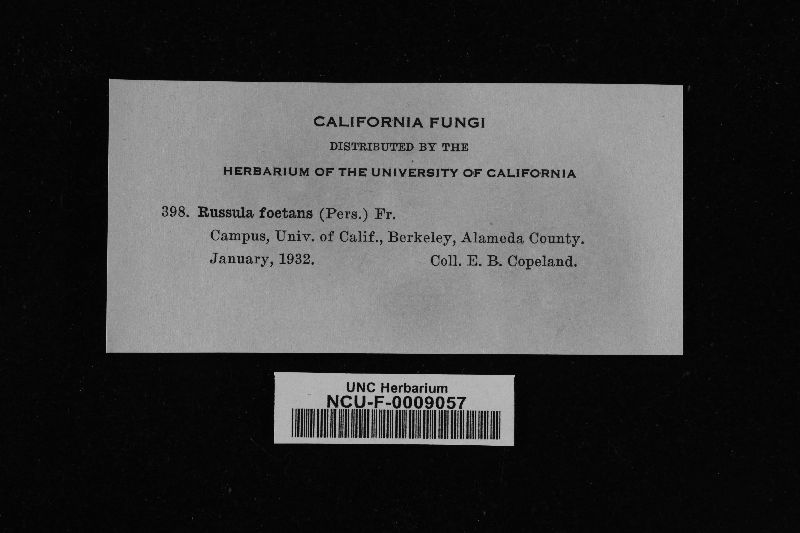 CALIFORNIA FUNGI
DISTRIBUTED BY THE
HERBARIUM OF THE UNIVERSITY OF CALIFORNIA
398. Russula foetans (Pers.) Fr.
Campus, Univ. of Calif., Berkeley, Alameda County.
January, 1932. Coll. E. B. Copeland.
UNC Herbarium
NCU-F-0009057